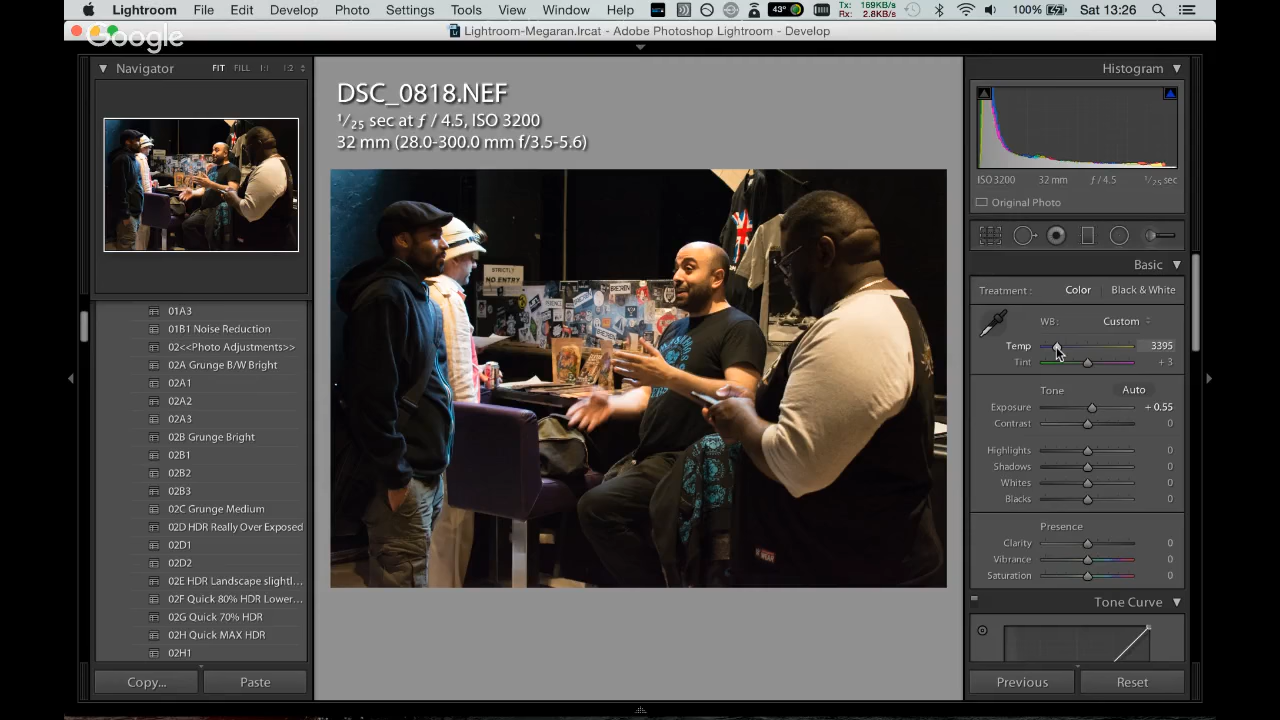 Lightroom File Edit Develop Photo Settings Tools View Window Help 43° Tx: 169KB/s Rx: 2.8KB/s 100% Sat 13:26
Google
Lightroom-Megaran.lrcat - Adobe Photoshop Lightroom - Develop
Navigator FIT FILL 1:1 1:2
01A3
01B1 Noise Reduction
02<<Photo Adjustments>>
02A Grunge B/W Bright
02A1
02A2
02A3
02B Grunge Bright
02B1
02B2
02B3
02C Grunge Medium
02D HDR Really Over Exposed
02D1
02D2
02E HDR Landscape slightl...
02F Quick 80% HDR Lower...
02G Quick 70% HDR
02H Quick MAX HDR
02H1
Copy... Paste
DSC_0818.NEF
1/25 sec at ƒ / 4.5, ISO 3200
32 mm (28.0-300.0 mm f/3.5-5.6)
STRICTLY
NO ENTRY
Histogram
ISO 3200 32 mm ƒ / 4.5 1/25 sec
Original Photo
Basic
Treatment : Color Black & White
WB : Custom
Temp 3395
Tint + 3
Tone Auto
Exposure + 0.55
Contrast 0
Highlights 0
Shadows 0
Whites 0
Blacks 0
Presence
Clarity 0
Vibrance 0
Saturation 0
Tone Curve
Previous Reset